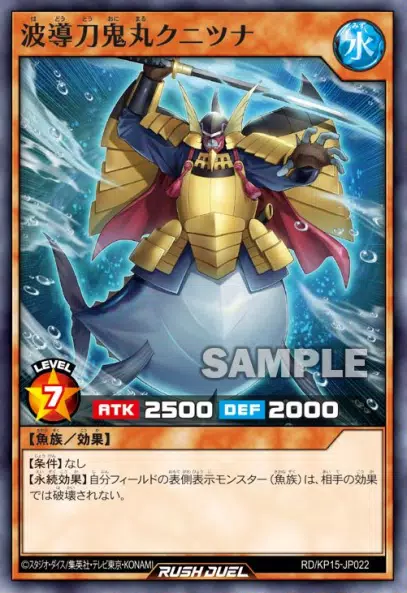 波導刀鬼丸クニツナ
水
SAMPLE
LEVEL
7
ATK 2500 DEF 2000
【魚族/効果】
【条件】なし
【永続効果】自分フィールドの表側表示モンスター(魚族)は、相手の効果
では破壊されない。
©スタジオ・ダイス/集英社・テレビ東京・KONAMI
RUSH DUEL
RD/KP15-JP022